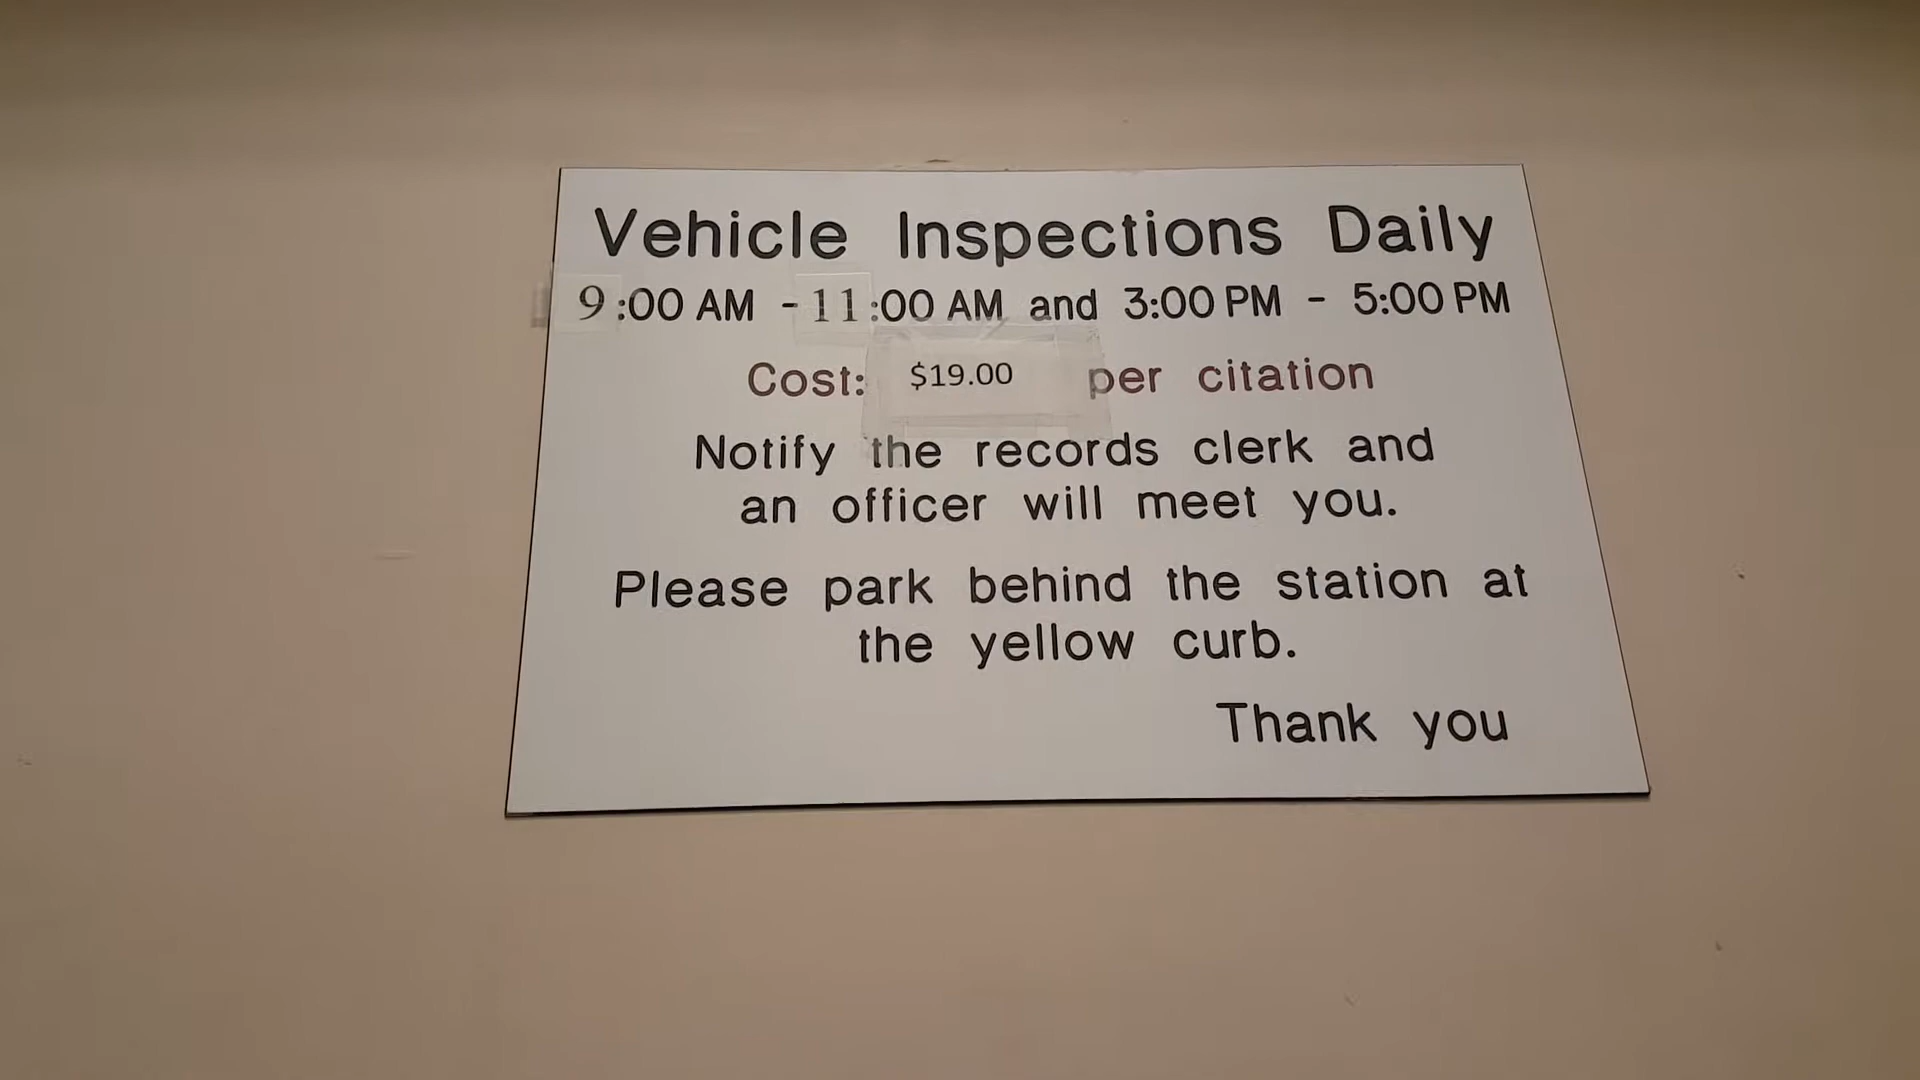 Vehicle Inspections Daily
9:00 AM - 11:00 AM and 3:00 PM - 5:00 PM
Cost: $19.00 per citation
Notify the records clerk and
an officer will meet you.
Please park behind the station at
the yellow curb.
Thank you